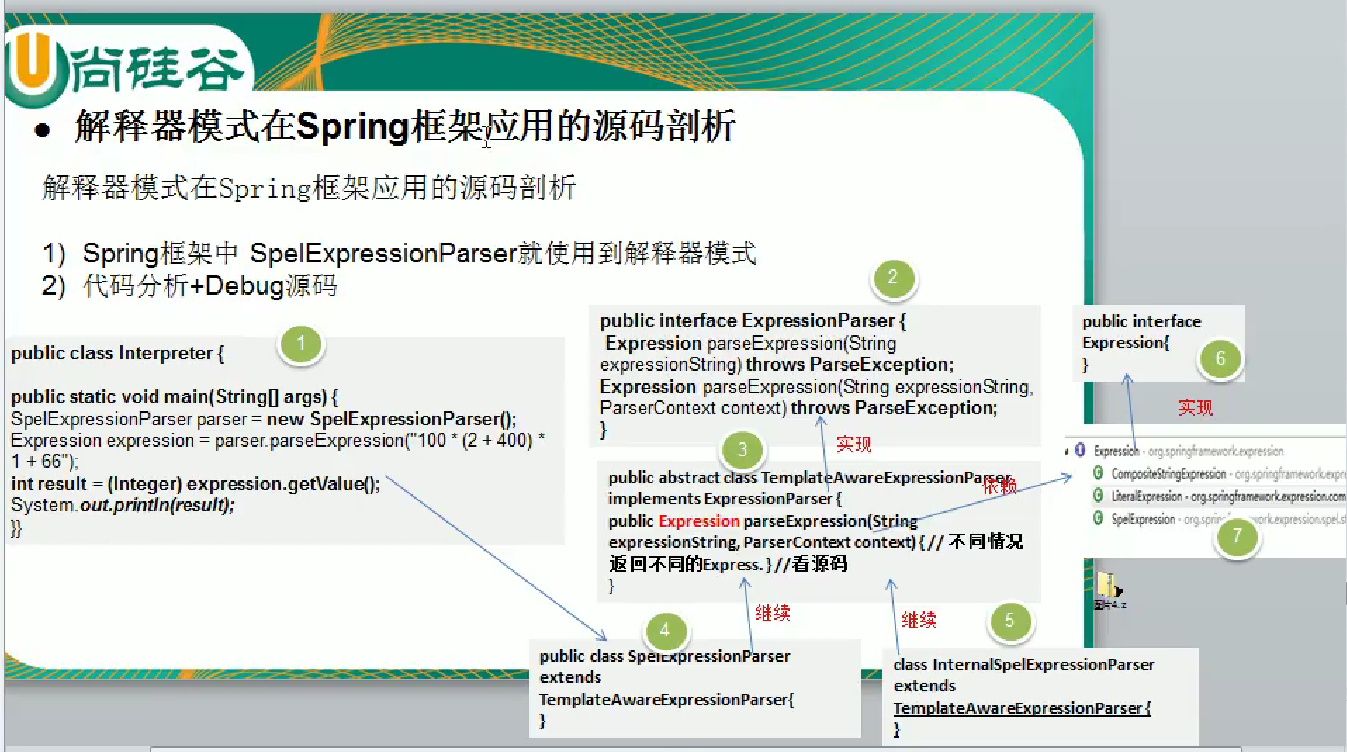 尚硅谷
● 解释器模式在Spring框架应用的源码剖析
解释器模式在Spring框架应用的源码剖析
1) Spring框架中 SpelExpressionParser就使用到解释器模式
2) 代码分析+Debug源码
1
public class Interpreter {
public static void main(String[] args) {
SpelExpressionParser parser = new SpelExpressionParser();
Expression expression = parser.parseExpression("100 * (2 + 400) *
1 + 66");
int result = (Integer) expression.getValue();
System.out.println(result);
}}
2
public interface ExpressionParser {
Expression parseExpression(String
expressionString) throws ParseException;
Expression parseExpression(String expressionString,
ParserContext context) throws ParseException;
}
实现
3
public abstract class TemplateAwareExpressionParser
implements ExpressionParser {
依赖
public Expression parseExpression(String
expressionString, ParserContext context) { // 不同情况
返回不同的Express. } //看源码
}
继续
继续
4
public class SpelExpressionParser
extends
TemplateAwareExpressionParser{
}
5
class InternalSpelExpressionParser
extends
TemplateAwareExpressionParser{
}
public interface
Expression{
}
6
实现
Expression - org.springframework.expression
CompositeStringExpression - org.springframework.expre
LiteralExpression - org.springframework.expression.com
SpelExpression - org.spri work.expression.spel.st
7
图片4.z